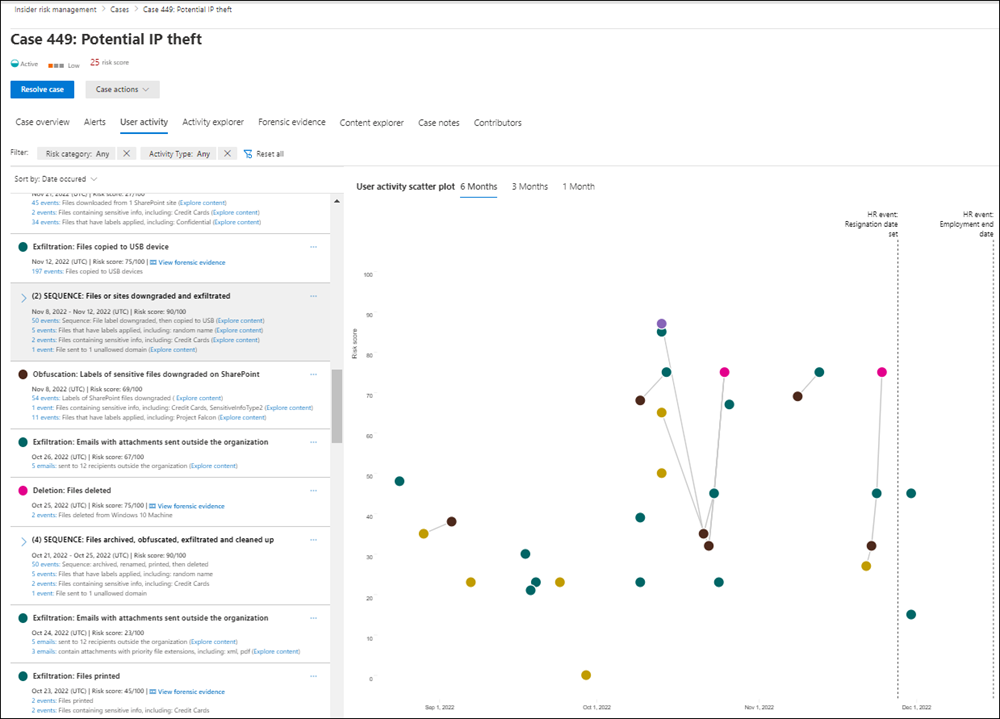 Insider risk management > Cases > Case 449: Potential IP theft
Case 449: Potential IP theft
Active Low 25 risk score
Resolve case Case actions
Case overview Alerts User activity Activity explorer Forensic evidence Content explorer Case notes Contributors
Filter: Risk category: Any Activity Type: Any Reset all
Sort by: Date occured
Nov 21, 2022 (UTC) | Risk score: 21/100
45 events: Files downloaded from 1 SharePoint site (Explore content)
2 events: Files containing sensitive info, including: Credit Cards (Explore content)
34 events: Files that have labels applied, including: Confidential (Explore content)
Exfiltration: Files copied to USB device
Nov 12, 2022 (UTC) | Risk score: 75/100 | View forensic evidence
197 events: Files copied to USB devices
(2) SEQUENCE: Files or sites downgraded and exfiltrated
Nov 8, 2022 - Nov 12, 2022 (UTC) | Risk score: 90/100
50 events: Sequence: File label downgraded, then copied to USB (Explore content)
5 events: Files that have labels applied, including: random name (Explore content)
2 events: Files containing sensitive info, including: Credit Cards (Explore content)
1 event: File sent to 1 unallowed domain (Explore content)
Obfuscation: Labels of sensitive files downgraded on SharePoint
Nov 8, 2022 (UTC) | Risk score: 69/100
54 events: Labels of SharePoint files downgraded ( Explore content)
1 event: Files containing sensitive info, including: Credit Cards, SensitiveInfoType2 (Explore content)
11 events: Files that have labels applied, including: Project Falcon (Explore content)
Exfiltration: Emails with attachments sent outside the organization
Oct 26, 2022 (UTC) | Risk score: 67/100
5 emails: sent to 12 recipients outside the organization (Explore content)
Deletion: Files deleted
Oct 25, 2022 (UTC) | Risk score: 75/100 | View forensic evidence
2 events: Files deleted from Windows 10 Machine
(4) SEQUENCE: Files archived, obfuscated, exfiltrated and cleaned up
Oct 21, 2022 - Oct 25, 2022 (UTC) | Risk score: 90/100
50 events: Sequence: archived, renamed, printed, then deleted
5 events: Files that have labels applied, including: random name
2 events: Files containing sensitive info, including: Credit Cards
1 event: File sent to 1 unallowed domain
Exfiltration: Emails with attachments sent outside the organization
Oct 24, 2022 (UTC) | Risk score: 23/100
5 emails: sent to 12 recipients outside the organization (Explore content)
3 emails: contain attachments with priority file extensions, including: xml, pdf (Explore content)
Exfiltration: Files printed
Oct 23, 2022 (UTC) | Risk score: 45/100 | View forensic evidence
2 events: Files printed
2 events: Files containing sensitive info, including: Credit Cards
User activity scatter plot 6 Months 3 Months 1 Month
HR event:
Resignation date
set
HR event:
Employment end
date
Risk score
100
90
80
70
60
50
40
30
20
10
0
Sep 1, 2022 Oct 1, 2022 Nov 1, 2022 Dec 1, 2022